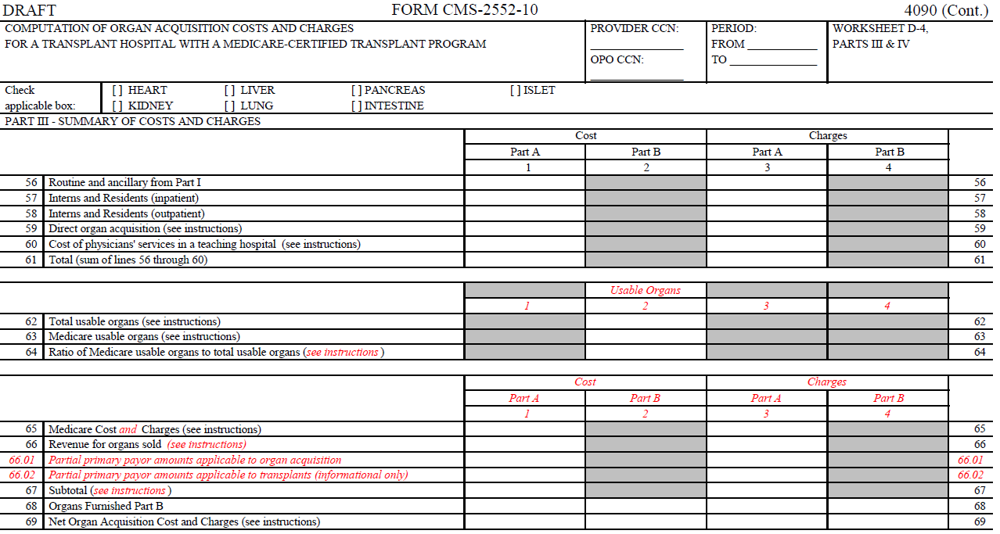 DRAFT FORM CMS-2552-10 4090 (Cont.)
COMPUTATION OF ORGAN ACQUISITION COSTS AND CHARGES PROVIDER CCN: PERIOD: WORKSHEET D-4,
FOR A TRANSPLANT HOSPITAL WITH A MEDICARE-CERTIFIED TRANSPLANT PROGRAM ________________ FROM ____________ PARTS III & IV
OPO CCN: TO _______________
________________
Check [ ] HEART [ ] LIVER [ ] PANCREAS [ ] ISLET
applicable box: [ ] KIDNEY [ ] LUNG [ ] INTESTINE
PART III - SUMMARY OF COSTS AND CHARGES
Cost Charges
Part A Part B Part A Part B
1 2 3 4
56 Routine and ancillary from Part I 56
57 Interns and Residents (inpatient) 57
58 Interns and Residents (outpatient) 58
59 Direct organ acquisition (see instructions) 59
60 Cost of physicians' services in a teaching hospital (see instructions) 60
61 Total (sum of lines 56 through 60) 61
Usable Organs
1 2 3 4
62 Total usable organs (see instructions) 62
63 Medicare usable organs (see instructions) 63
64 Ratio of Medicare usable organs to total usable organs (see instructions ) 64
Cost Charges
Part A Part B Part A Part B
1 2 3 4
65 Medicare Cost and Charges (see instructions) 65
66 Revenue for organs sold (see instructions) 66
66.01 Partial primary payor amounts applicable to organ acquisition 66.01
66.02 Partial primary payor amounts applicable to transplants (informational only) 66.02
67 Subtotal (see instructions ) 67
68 Organs Furnished Part B 68
69 Net Organ Acquisition Cost and Charges (see instructions) 69